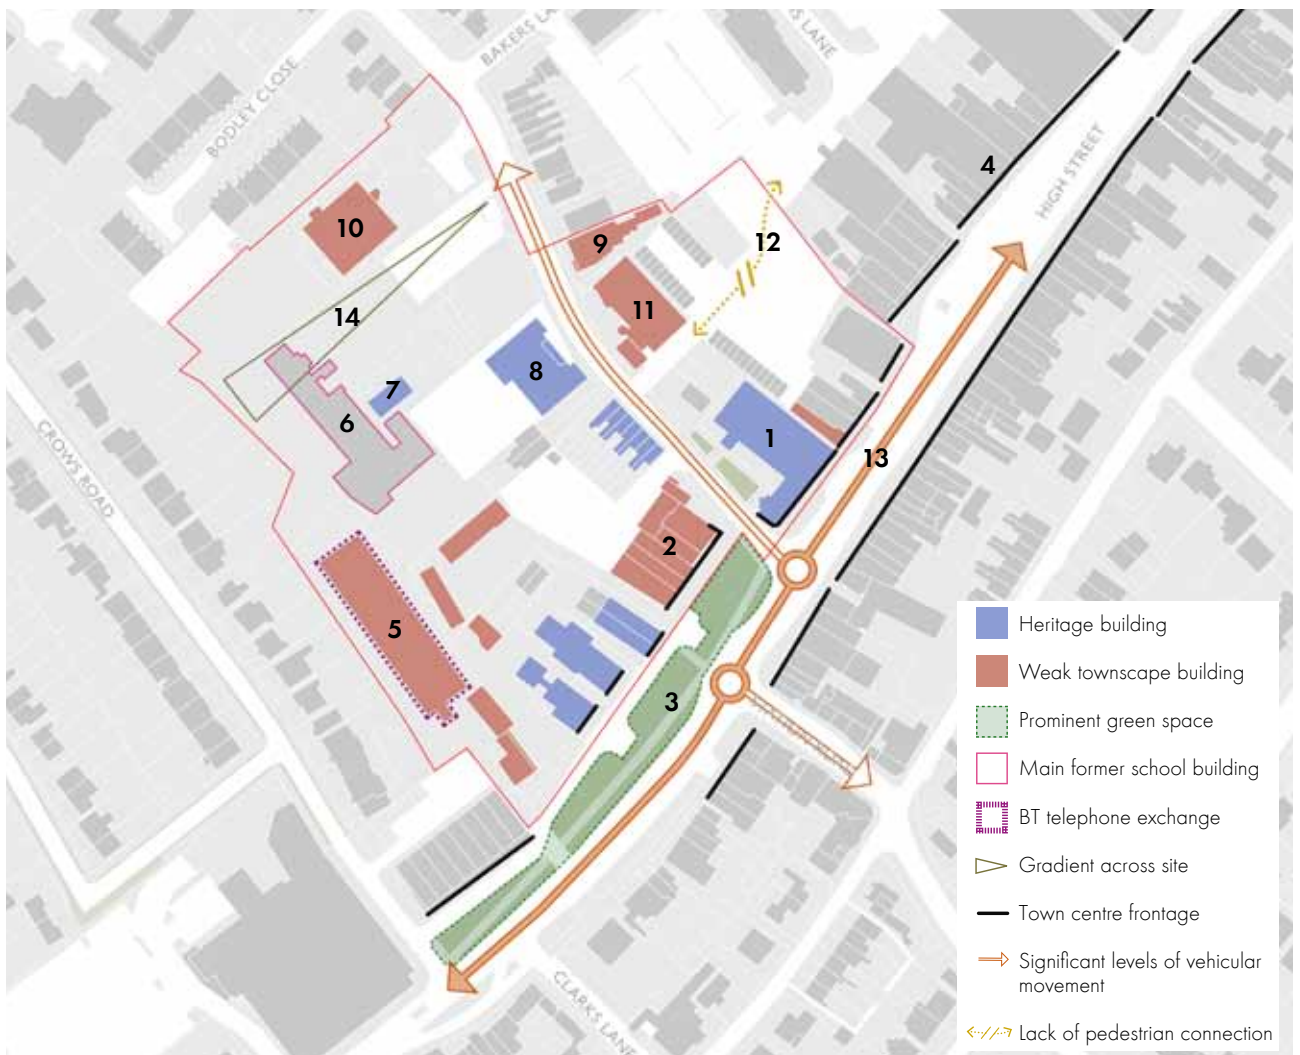 BODLEY CLOSE
BAKERS LA
S LANE
HIGH STREET
CROWS ROAD
CLARKS LANE
4
10
9
12
14
11
8
7
6
1
13
2
5
3
Heritage building
Weak townscape building
Prominent green space
Main former school building
BT telephone exchange
Gradient across site
Town centre frontage
Significant levels of vehicular
movement
Lack of pedestrian connection